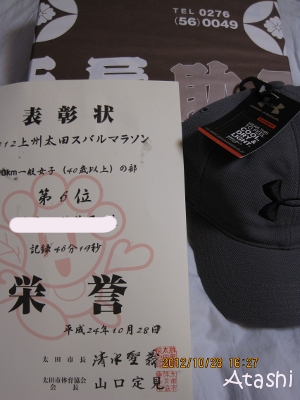 TEL 0276
(56)0049
表彰状
2012上州太田スバルマラソン
10km一般女子(40歳以上)の部
第6位
記録46分19秒
栄誉
平成24年10月28日
太田市長 清水聖義
太田市体育協会
会長 山口定見
UNDER ARMOUR
2012/10/28 16:27
Atashi